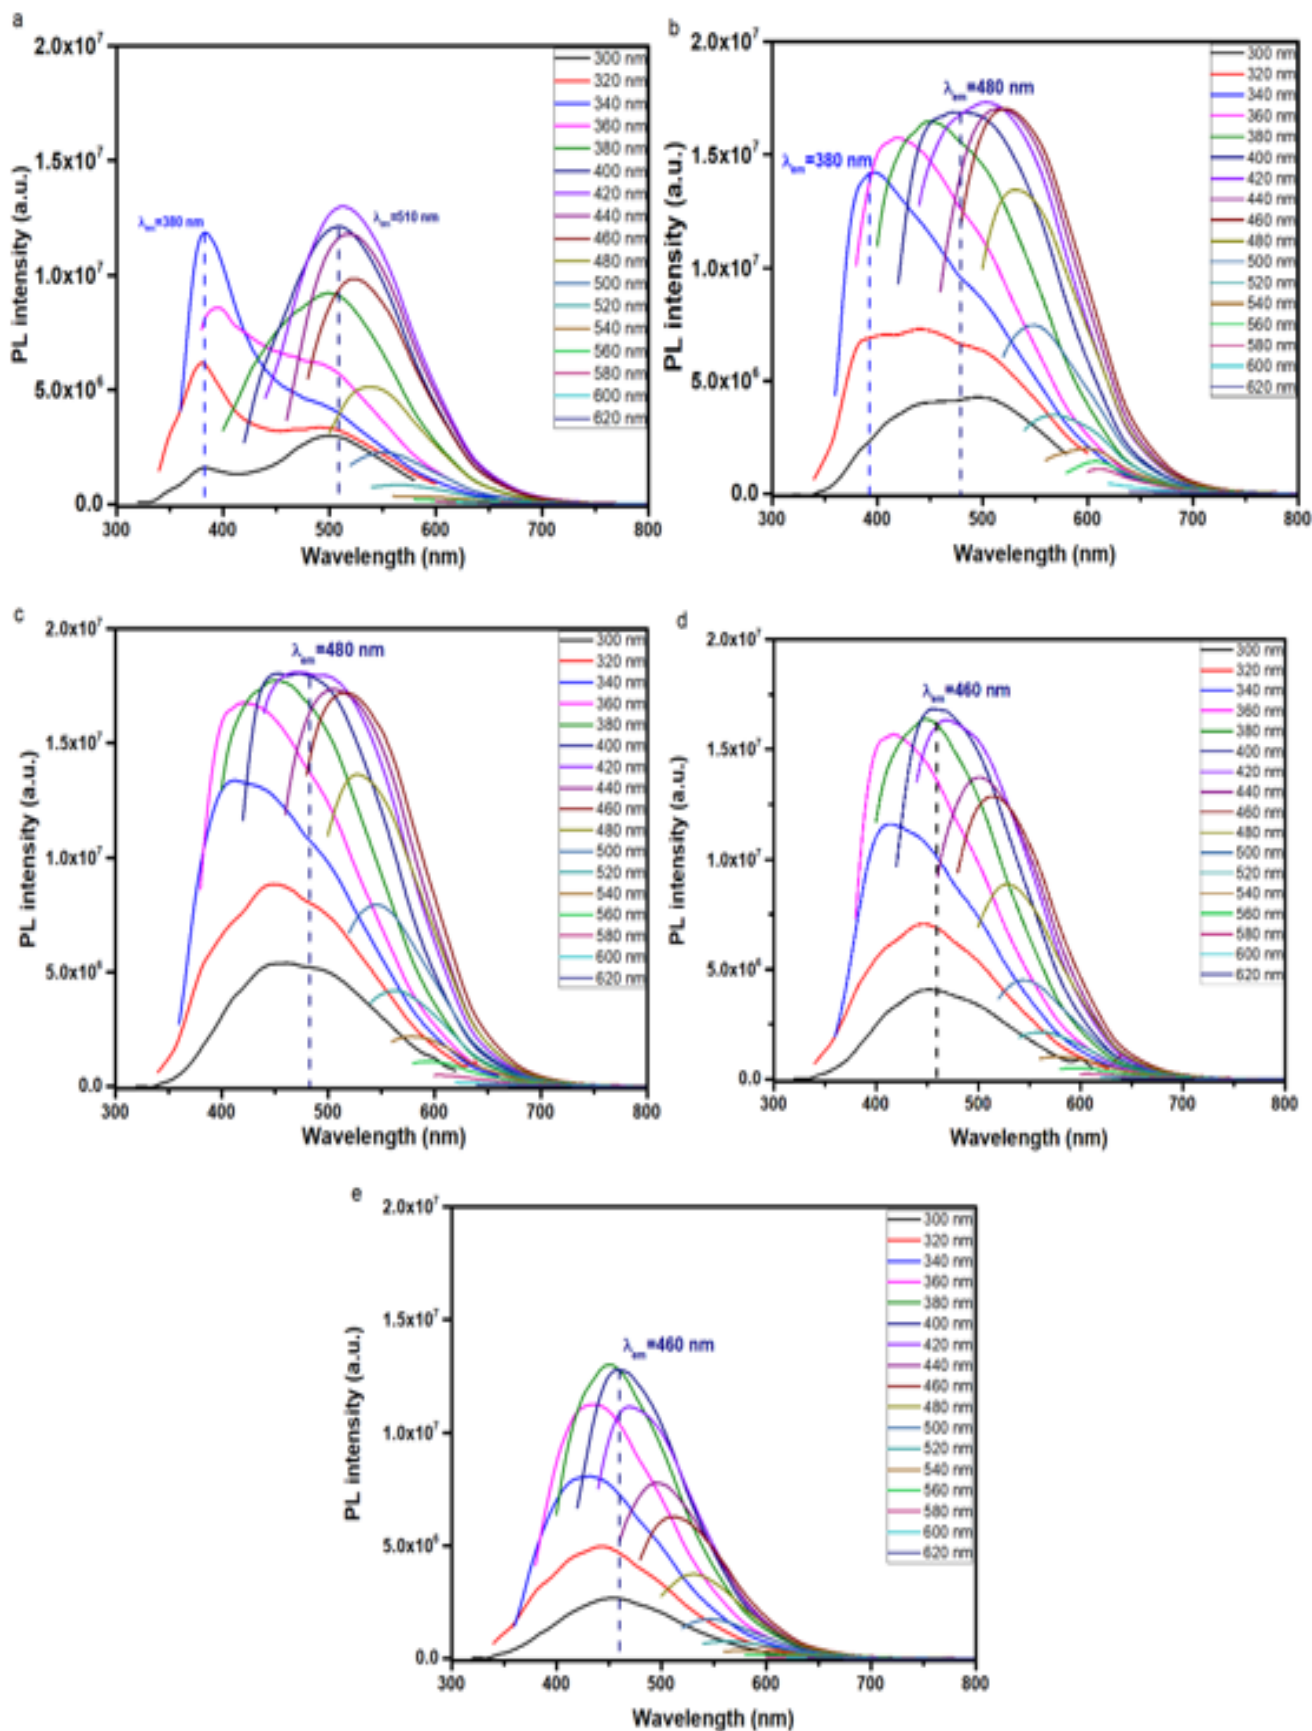 a
2.0x10⁷
1.5x10⁷
1.0x10⁷
5.0x10⁶
0.0
PL intensity (a.u.)
300 400 500 600 700 800
Wavelength (nm)
λem=380 nm
λem=510 nm
300 nm
320 nm
340 nm
360 nm
380 nm
400 nm
420 nm
440 nm
460 nm
480 nm
500 nm
520 nm
540 nm
560 nm
580 nm
600 nm
620 nm
b
2.0x10⁷
1.5x10⁷
1.0x10⁷
5.0x10⁶
0.0
PL intensity (a.u.)
300 400 500 600 700 800
Wavelength (nm)
λem=480 nm
λem=380 nm
300 nm
320 nm
340 nm
360 nm
380 nm
400 nm
420 nm
440 nm
460 nm
480 nm
500 nm
520 nm
540 nm
560 nm
580 nm
600 nm
620 nm
c
2.0x10⁷
1.5x10⁷
1.0x10⁷
5.0x10⁶
0.0
PL intensity (a.u.)
300 400 500 600 700 800
Wavelength (nm)
λem=480 nm
300 nm
320 nm
340 nm
360 nm
380 nm
400 nm
420 nm
440 nm
460 nm
480 nm
500 nm
520 nm
540 nm
560 nm
580 nm
600 nm
620 nm
d
2.0x10⁷
1.5x10⁷
1.0x10⁷
5.0x10⁶
0.0
PL intensity (a.u.)
300 400 500 600 700 800
Wavelength (nm)
λem=460 nm
300 nm
320 nm
340 nm
360 nm
380 nm
400 nm
420 nm
440 nm
460 nm
480 nm
500 nm
520 nm
540 nm
560 nm
580 nm
600 nm
620 nm
e
2.0x10⁷
1.5x10⁷
1.0x10⁷
5.0x10⁶
0.0
PL intensity (a.u.)
300 400 500 600 700 800
Wavelength (nm)
λem=460 nm
300 nm
320 nm
340 nm
360 nm
380 nm
400 nm
420 nm
440 nm
460 nm
480 nm
500 nm
520 nm
540 nm
560 nm
580 nm
600 nm
620 nm